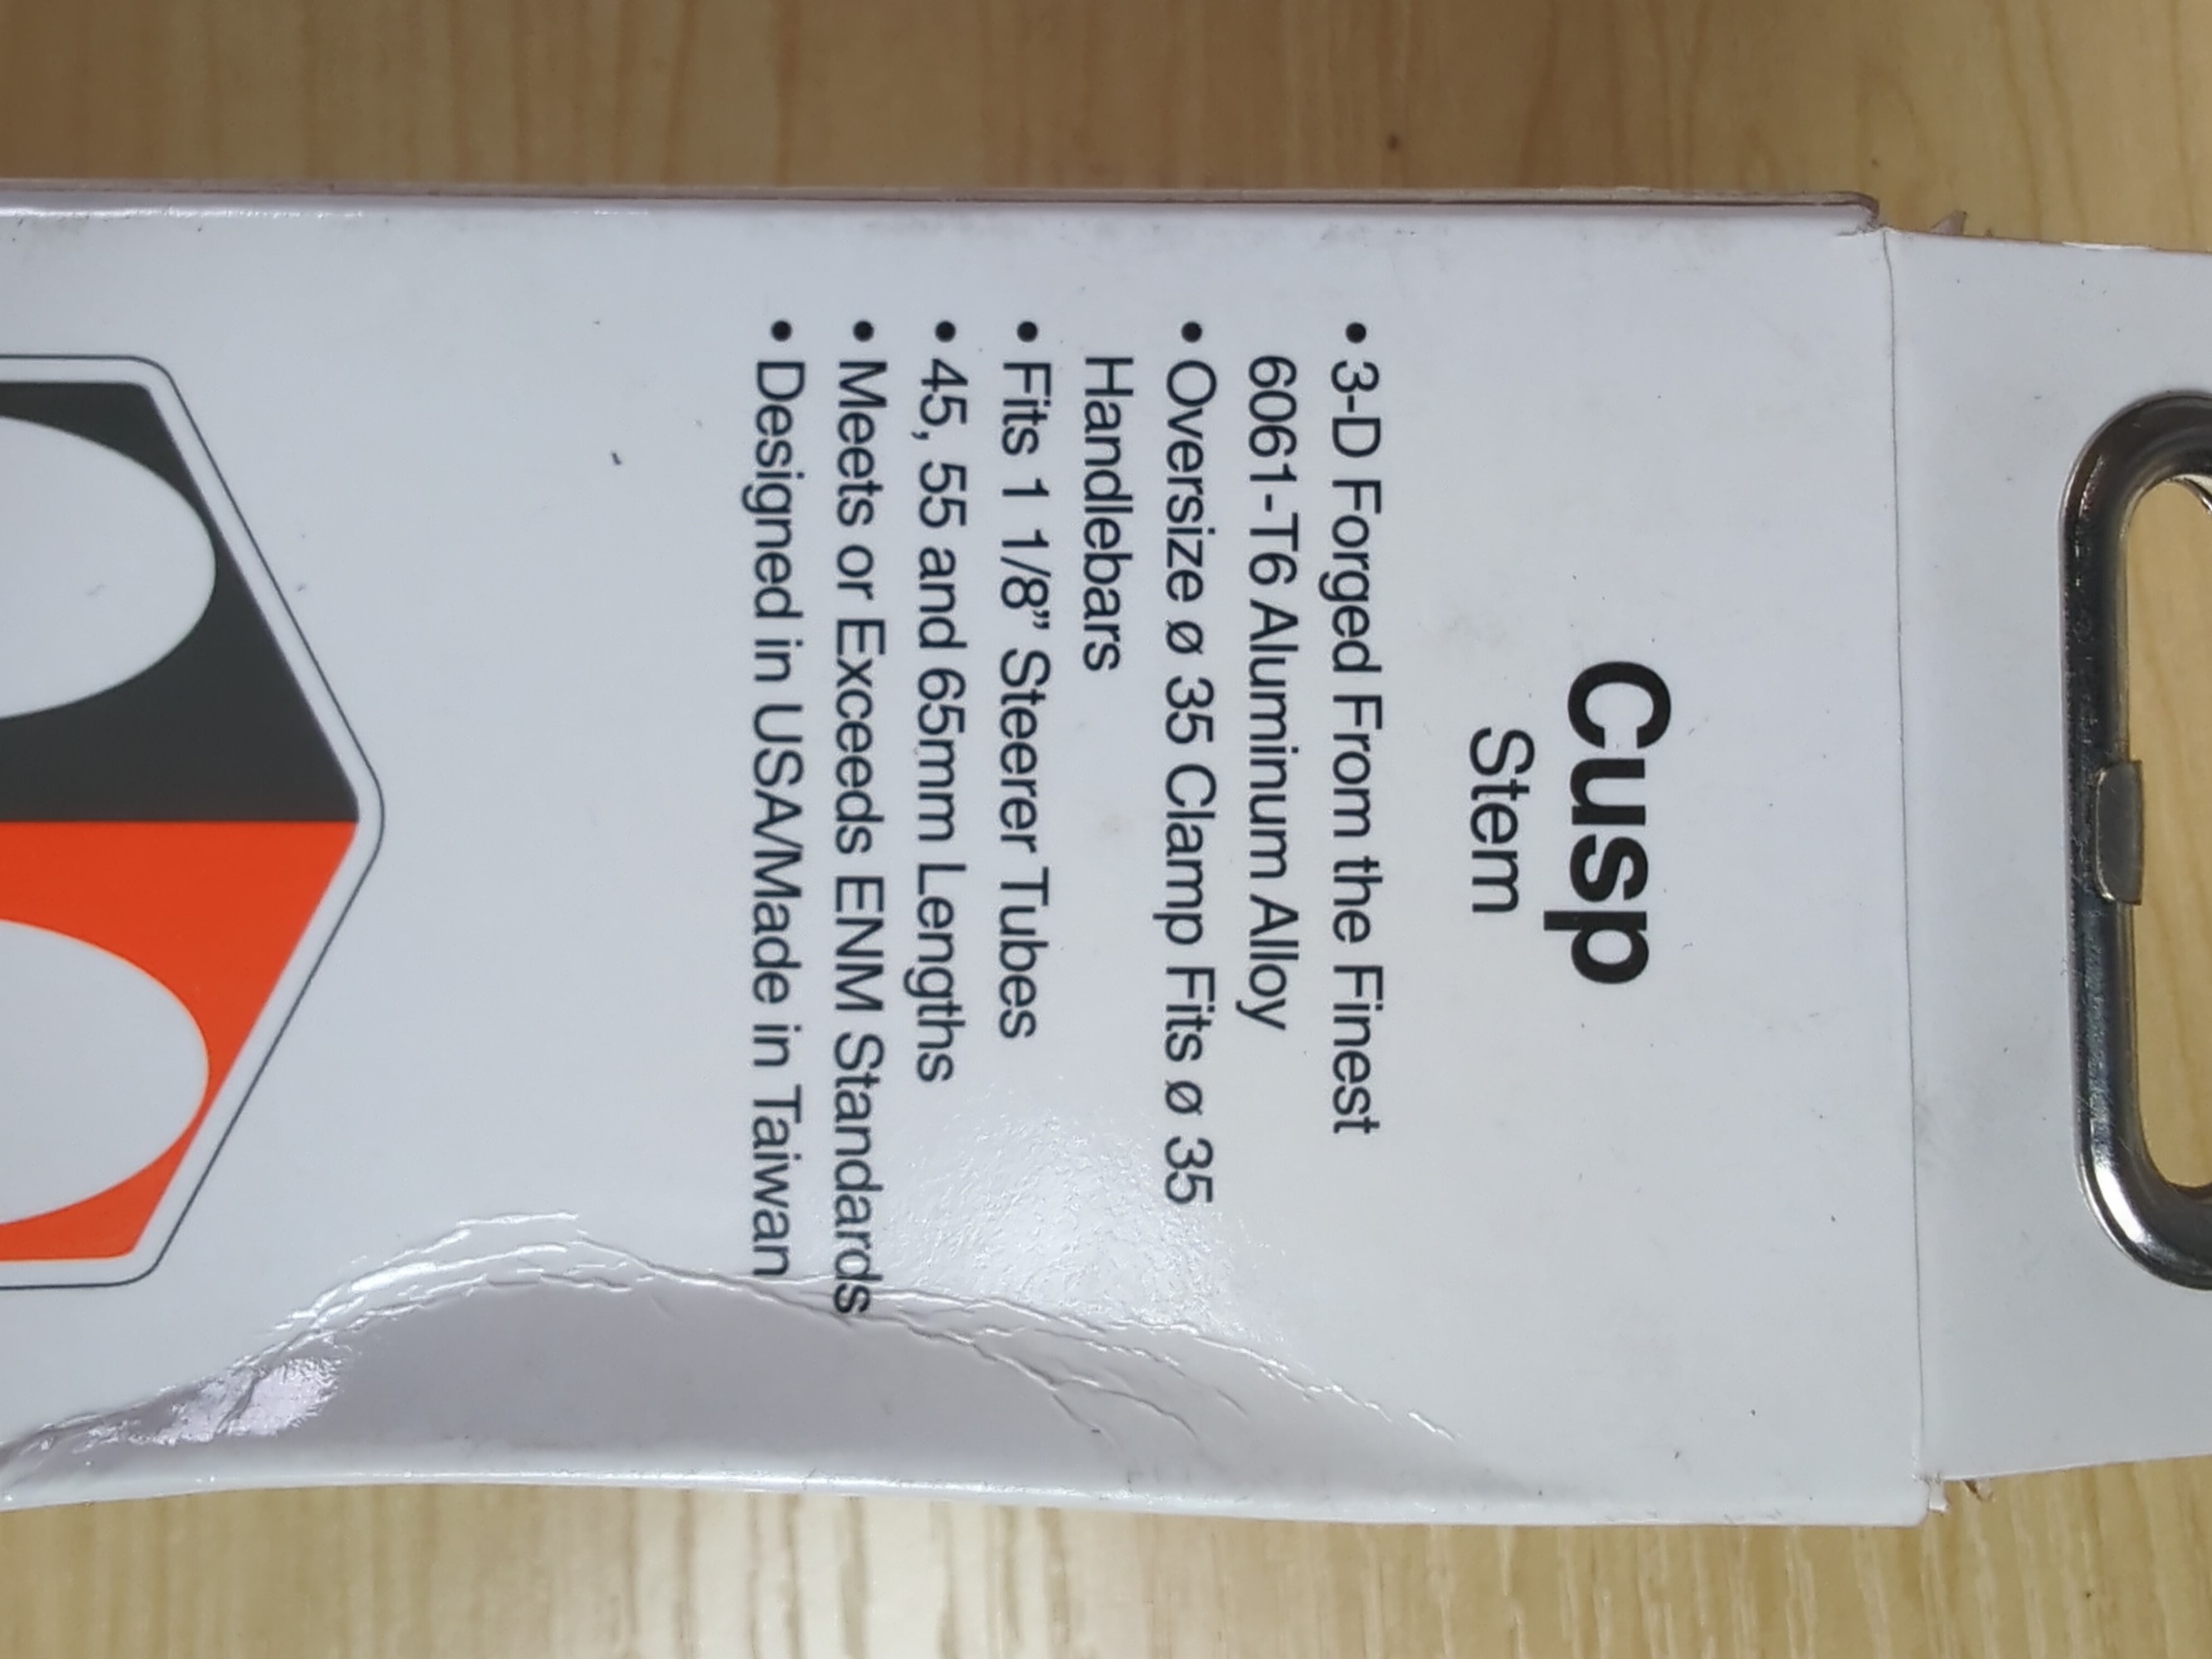 Cusp
Stem
• 3-D Forged From the Finest
6061-T6 Aluminum Alloy
• Oversize ø 35 Clamp Fits ø 35
Handlebars
• Fits 1 1/8” Steerer Tubes
• 45, 55 and 65mm Lengths
• Meets or Exceeds ENM Standards
• Designed in USA/Made in Taiwan